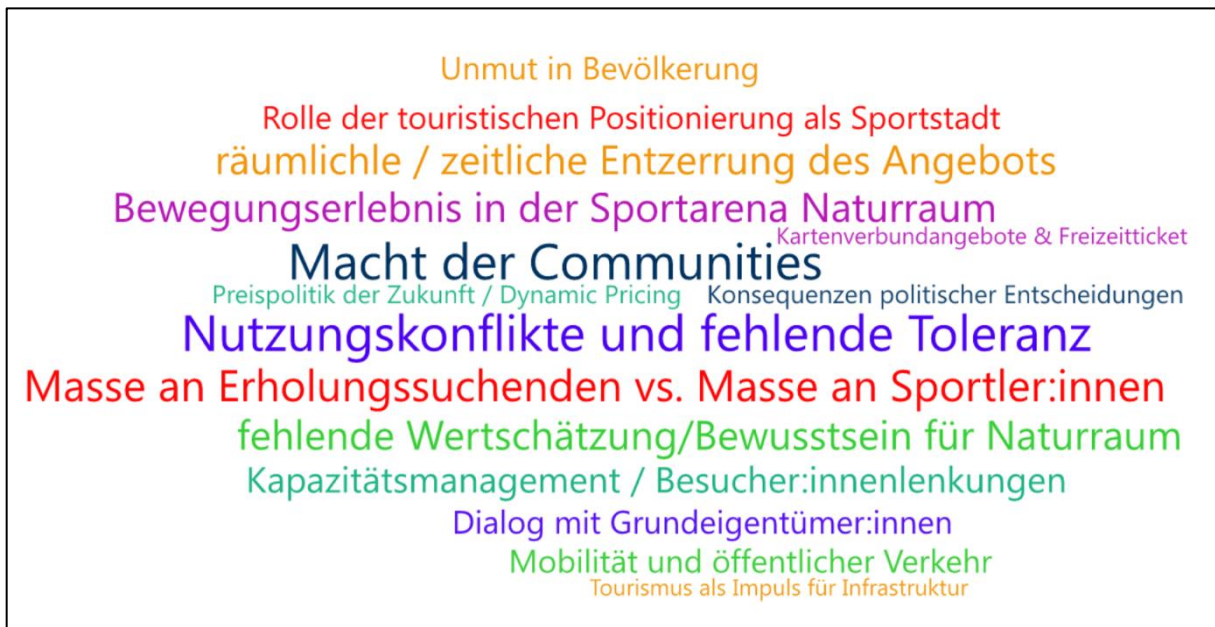 Unmut in Bevölkerung
Rolle der touristischen Positionierung als Sportstadt
räumlichle / zeitliche Entzerrung des Angebots
Bewegungserlebnis in der Sportarena Naturraum
Kartenverbundangebote & Freizeitticket
Macht der Communities
Preispolitik der Zukunft / Dynamic Pricing
Konsequenzen politischer Entscheidungen
Nutzungskonflikte und fehlende Toleranz
Masse an Erholungssuchenden vs. Masse an Sportler:innen
fehlende Wertschätzung/Bewusstsein für Naturraum
Kapazitätsmanagement / Besucher:innenlenkungen
Dialog mit Grundeigentümer:innen
Mobilität und öffentlicher Verkehr
Tourismus als Impuls für Infrastruktur